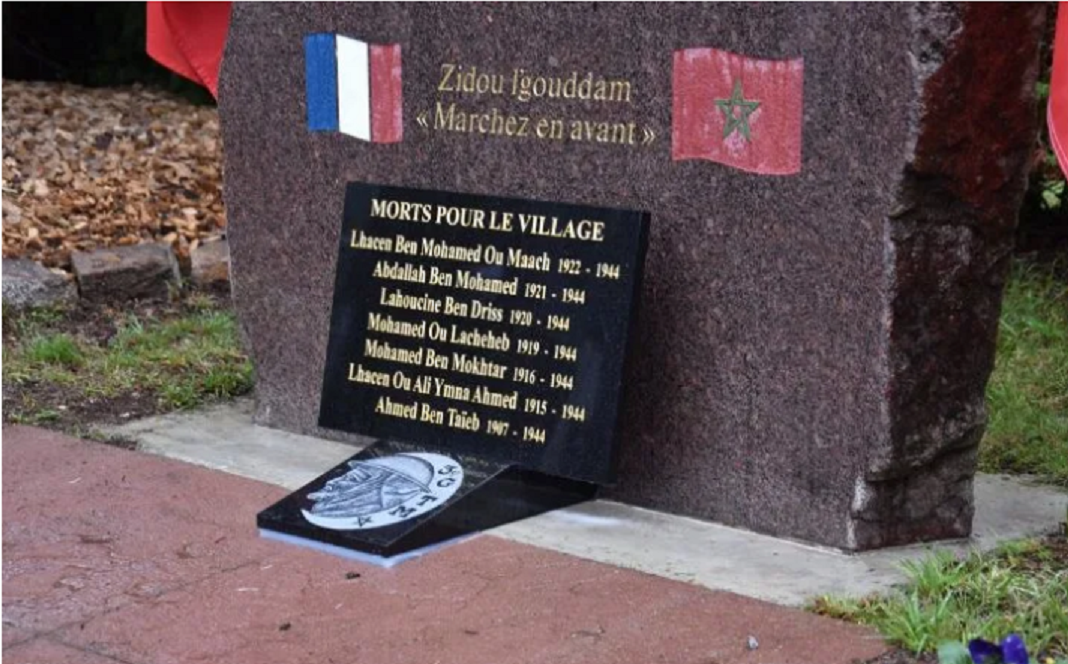 Zidou l'gouddam
« Marchez en avant »
MORTS POUR LE VILLAGE
Lhacen Ben Mohamed Ou Maach 1922 - 1944
Abdallah Ben Mohamed 1921 - 1944
Lahoucine Ben Driss 1920 - 1944
Mohamed Ou Lacheheb 1919 - 1944
Mohamed Ben Mokhtar 1916 - 1944
Lhacen Ou Ali Ymna Ahmed 1915 - 1944
Ahmed Ben Taïeb 1907 - 1944
4 M T G S